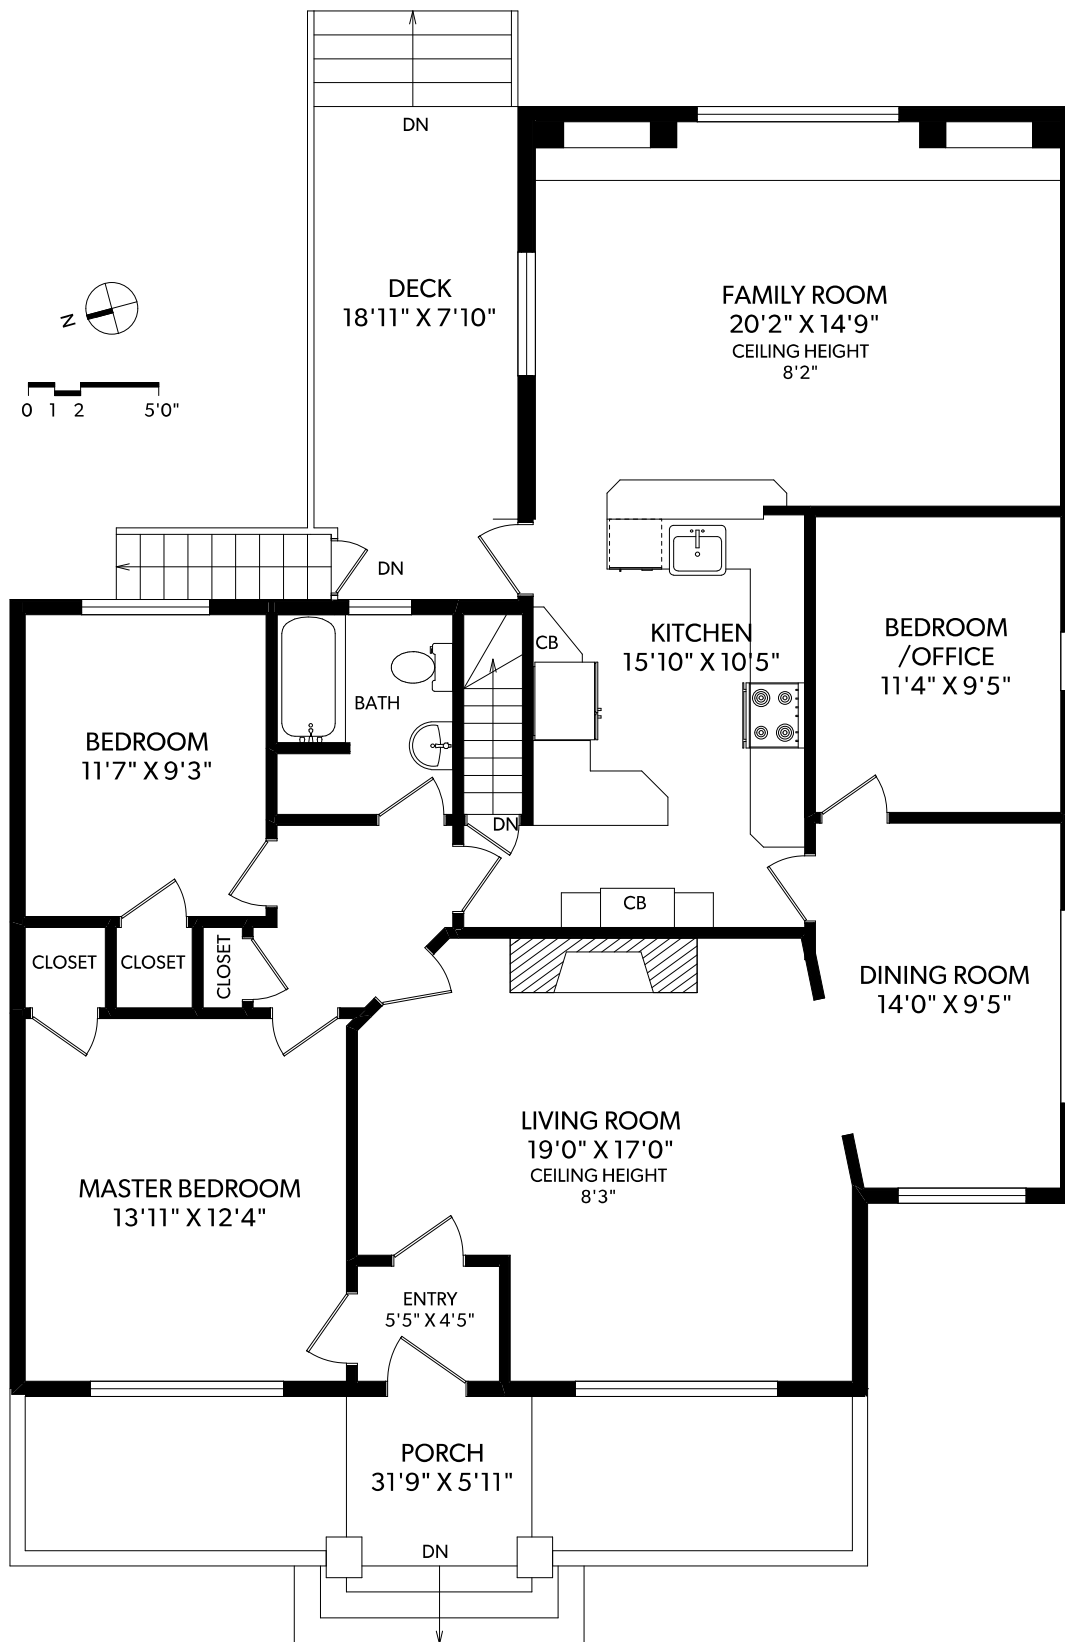 DN
DECK
18'11" X 7'10"
FAMILY ROOM
20'2" X 14'9"
CEILING HEIGHT
8'2"
N
0 1 2 5'0"
DN
KITCHEN
15'10" X 10'5"
CB
BEDROOM
/OFFICE
11'4" X 9'5"
BATH
BEDROOM
11'7" X 9'3"
DN
CB
CLOSET
CLOSET
CLOSET
DINING ROOM
14'0" X 9'5"
LIVING ROOM
19'0" X 17'0"
CEILING HEIGHT
8'3"
MASTER BEDROOM
13'11" X 12'4"
ENTRY
5'5" X 4'5"
PORCH
31'9" X 5'11"
DN